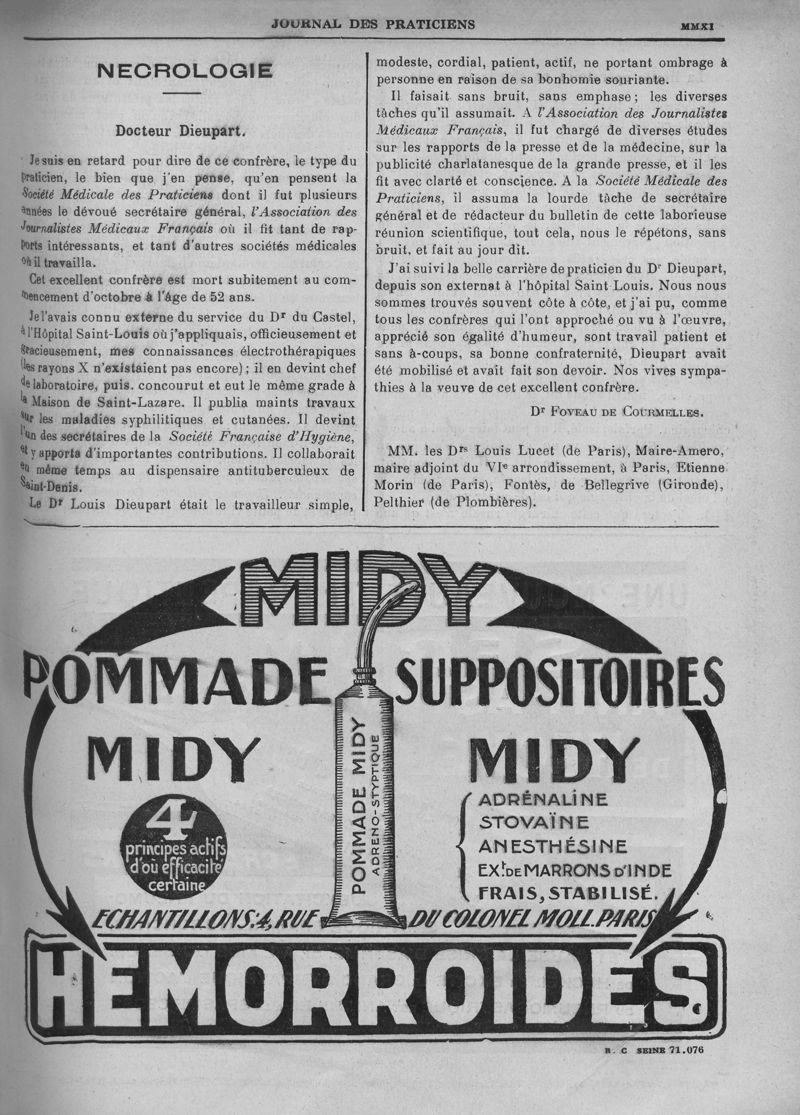 JOURNAL DES PRATICIENS
MMXI
NECROLOGIE
Docteur Dieupart.
Je suis en retard pour dire de ce confrère, le type du
praticien, le bien que j'en pense, qu'en pensent la
Société Médicale des Praticiens dont il fut plusieurs
années le dévoué secrétaire général, l'Association des
Journalistes Médicaux Français où il fit tant de rap-
ports intéressants, et tant d'autres sociétés médicales
où il travailla.
Cet excellent confrère est mort subitement au com-
mencement d'octobre à l'âge de 52 ans.
Je l'avais connu externe du service du Dr du Castel,
à l'Hôpital Saint-Louis où j'appliquais, officieusement et
gracieusement, mes connaissances électrothérapiques
(les rayons X n'existaient pas encore) ; il en devint chef
de laboratoire, puis. concourut et eut le même grade à
la Maison de Saint-Lazare. Il publia maints travaux
sur les maladies syphilitiques et cutanées. Il devint
l'un des secrétaires de la Société Française d'Hygiène,
et y apporta d'importantes contributions. Il collaborait
en même temps au dispensaire antituberculeux de
Saint-Denis.
Le Dr Louis Dieupart était le travailleur simple,
modeste, cordial, patient, actif, ne portant ombrage à
personne en raison de sa bonhomie souriante.
Il faisait sans bruit, sans emphase ; les diverses
tâches qu'il assumait. A l'Association des Journalistes
Médicaux Français, il fut chargé de diverses études
sur les rapports de la presse et de la médecine, sur la
publicité charlatanesque de la grande presse, et il les
fit avec clarté et conscience. A la Société Médicale des
Praticiens, il assuma la lourde tâche de secrétaire
général et de rédacteur du bulletin de cette laborieuse
réunion scientifique, tout cela, nous le répétons, sans
bruit, et fait au jour dit.
J'ai suivi la belle carrière de praticien du Dr Dieupart,
depuis son externat à l'hôpital Saint Louis. Nous nous
sommes trouvés souvent côte à côte, et j'ai pu, comme
tous les confrères qui l'ont approché ou vu à l'œuvre,
apprécié son égalité d'humeur, sont travail patient et
sans à-coups, sa bonne confraternité, Dieupart avait
été mobilisé et avaît fait son devoir. Nos vives sympa-
thies à la veuve de cet excellent confrère.
Dr FOVEAU DE COURMELLES.
MM. les Drs Louis Lucet (de Paris), Maire-Amero,
maire adjoint du VIe arrondissement, à Paris, Etienne
Morin (de Paris), Fontès, de Bellegrive (Gironde),
Pelthier (de Plombières).
MIDY
POMMADE
MIDY
4
principes actifs
d'où efficacité
certaine
POMMADE MIDY
ADRENO-STYPTIQUE
SUPPOSITOIRES
MIDY
ADRÉNALINE
STOVAÏNE
ANESTHÉSINE
EXt. DE MARRONS D'INDE
FRAIS, STABILISÉ.
ECHANTILLONS: 4, RUE DU COLONEL MOLL. PARIS
HEMORROIDES
R. C SEINE 71.076